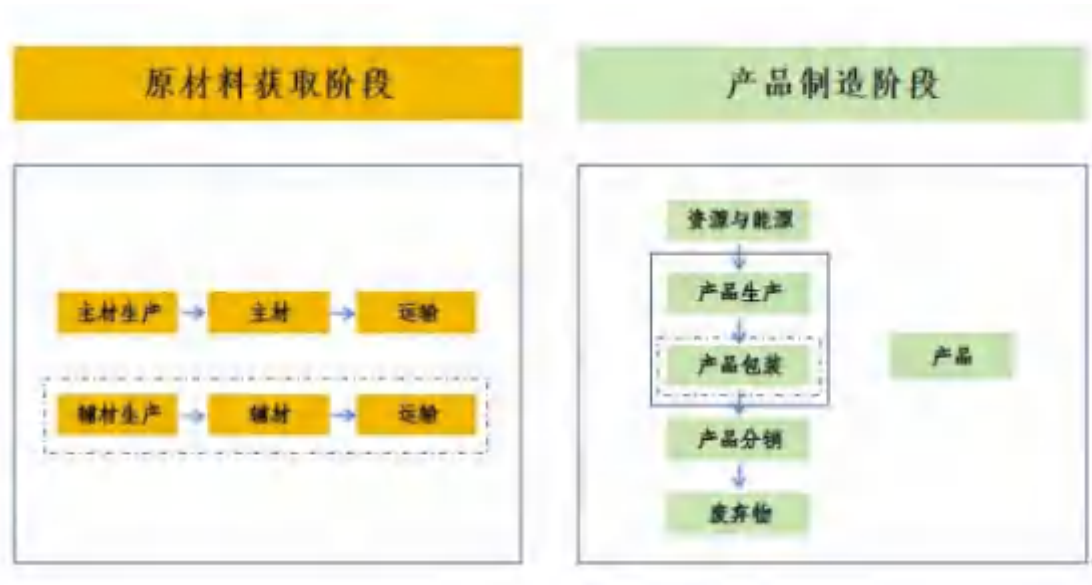 原材料获取阶段
产品制造阶段
主材生产
主材
运输
辅材生产
辅材
运输
资源与能源
产品生产
产品包装
产品分销
废弃物
产品